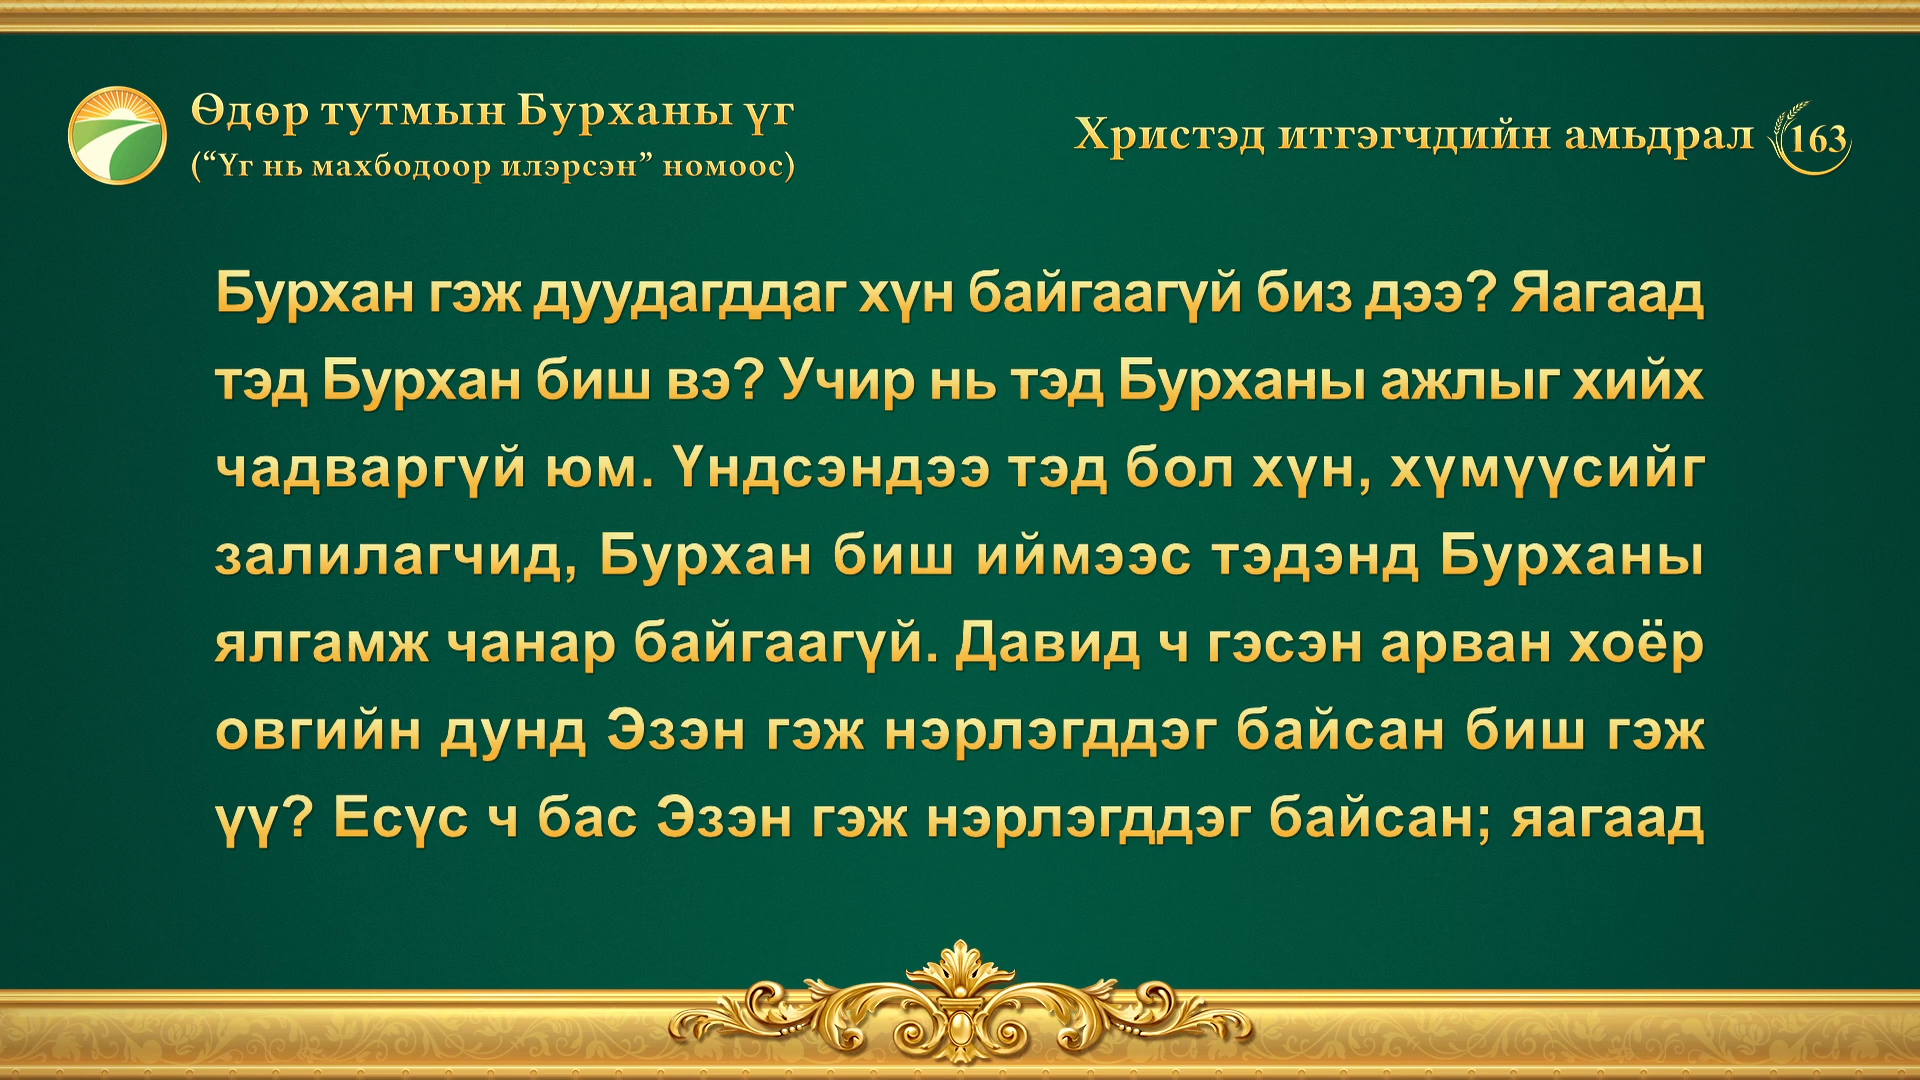 Өдөр тутмын Бурханы үг
(“Үг нь махбодоор илэрсэн” номоос)
Христэд итгэгчдийн амьдрал 163
Бурхан гэж дуудагддаг хүн байгаагүй биз дээ? Яагаад
тэд Бурхан биш вэ? Учир нь тэд Бурханы ажлыг хийх
чадваргүй юм. Үндсэндээ тэд бол хүн, хүмүүсийг
залилагчид, Бурхан биш иймээс тэдэнд Бурханы
ялгамж чанар байгаагүй. Давид ч гэсэн арван хоёр
овгийн дунд Эзэн гэж нэрлэгддэг байсан биш гэж
үү? Есүс ч бас Эзэн гэж нэрлэгддэг байсан; яагаад